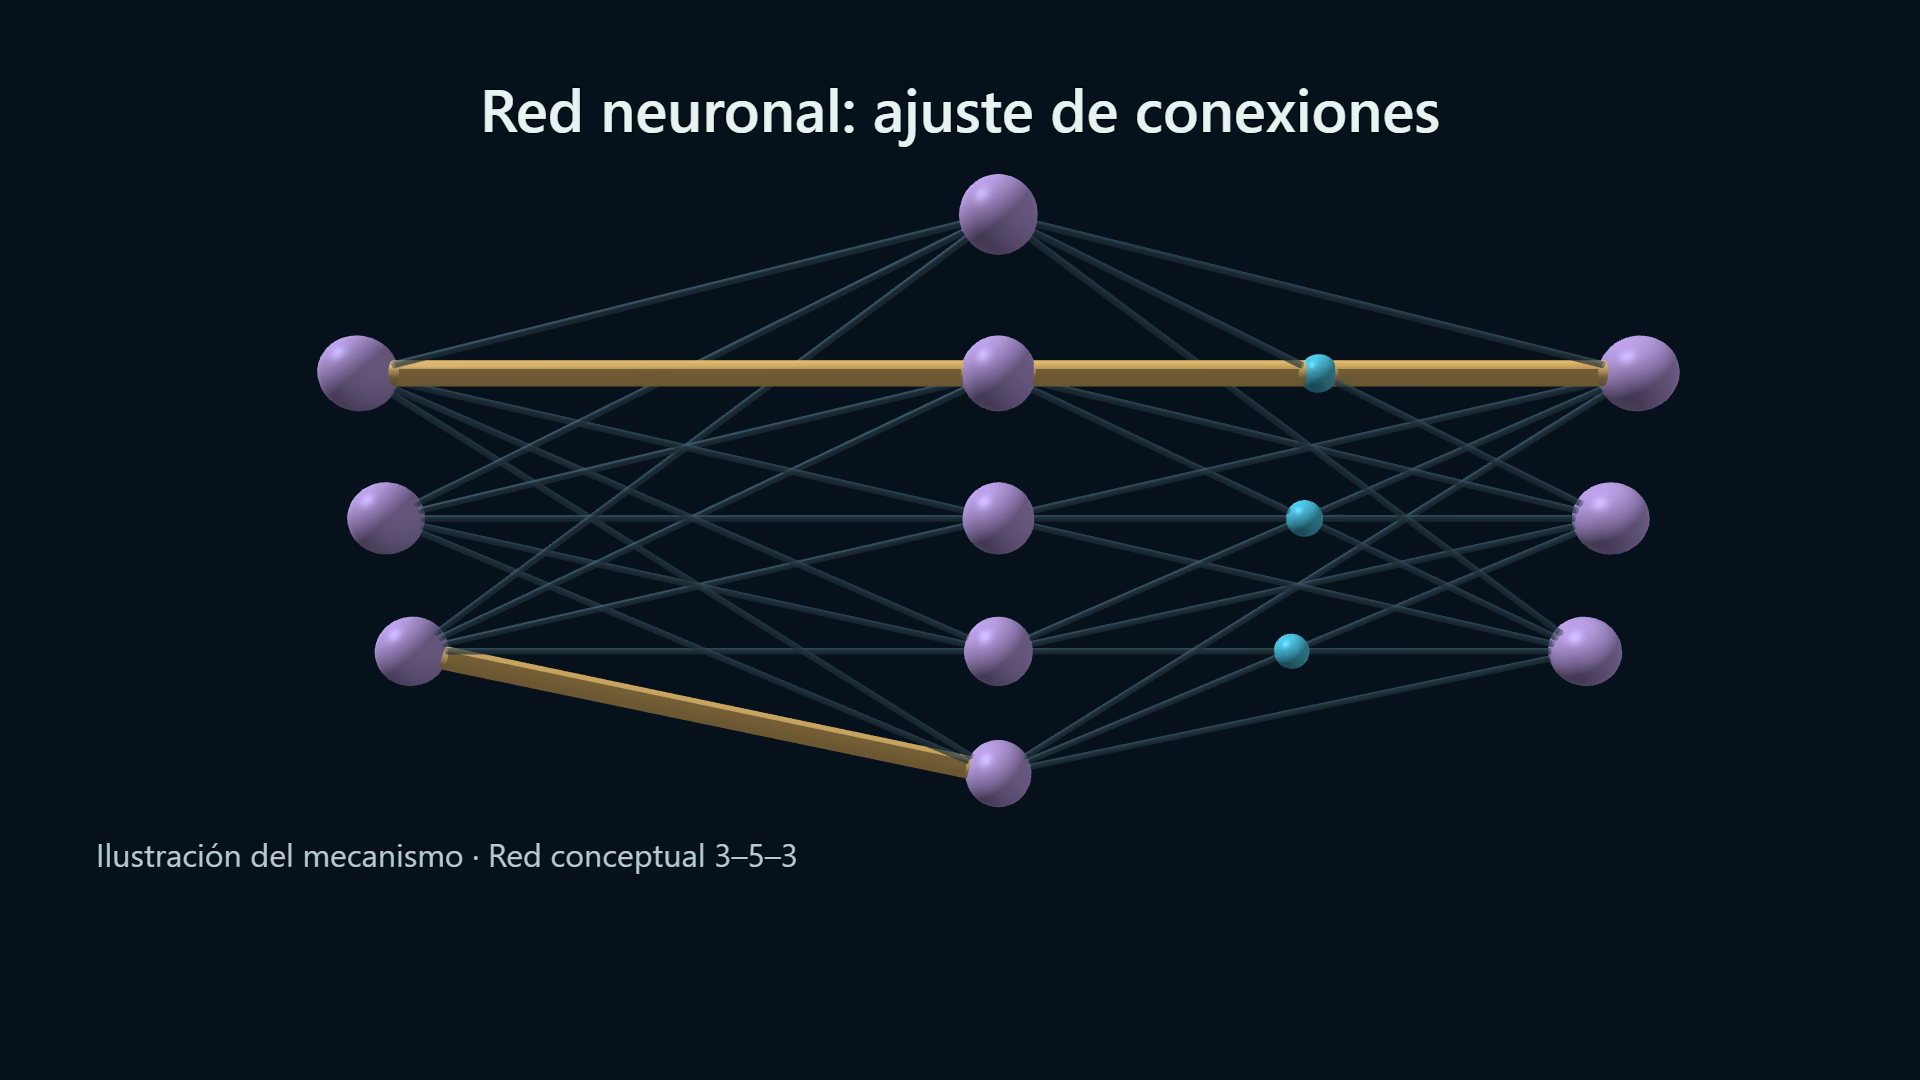 Red neuronal: ajuste de conexiones
Ilustración del mecanismo · Red conceptual 3–5–3